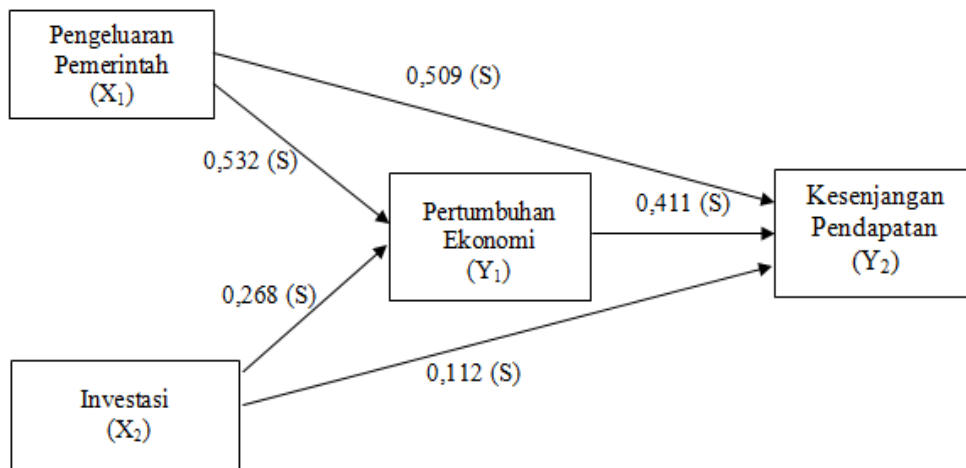 Pengeluaran
Pemerintah
(X₁)
0,509 (S)
0,532 (S)
Pertumbuhan
Ekonomi
(Y₁)
0,411 (S)
Kesenjangan
Pendapatan
(Y₂)
0,268 (S)
0,112 (S)
Investasi
(X₂)